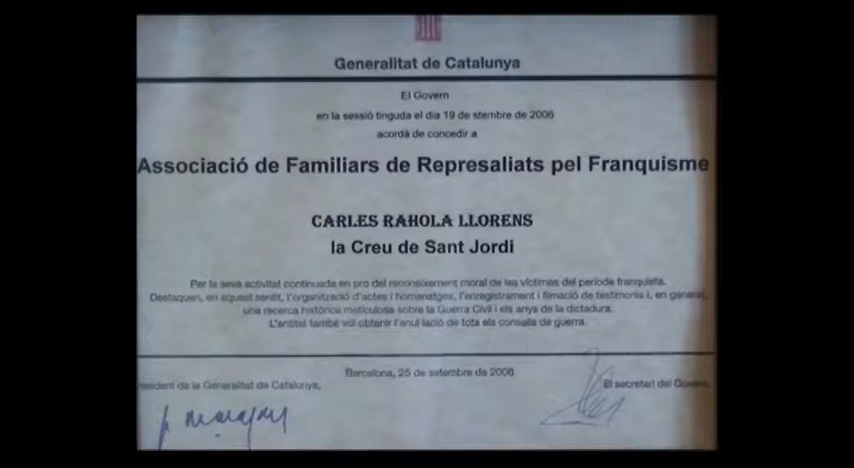 Generalitat de Catalunya
El Govern
en la sessió tinguda el dia 19 de stembre de 2006
acorda de concedir a
Associació de Familiars de Represaliats pel Franquisme
CARLES RAHOLA LLORENS
la Creu de Sant Jordi
Per la seva activitat continuada en pro del reconeixement moral de les víctimes del període franquista.
Destaquen, en aquest sentit, l'organització d'actes i homenatges, l'enregistrament i filmació de testimonis i, en general,
una recerca històrica meticulosa sobre la Guerra Civil i els anys de la dictadura.
L'entitat també vol obtenir l'anul·lació de tots els consells de guerra.
Barcelona, 25 de setembre de 2006
resident de la Generalitat de Catalunya,
El secretari del Govern,